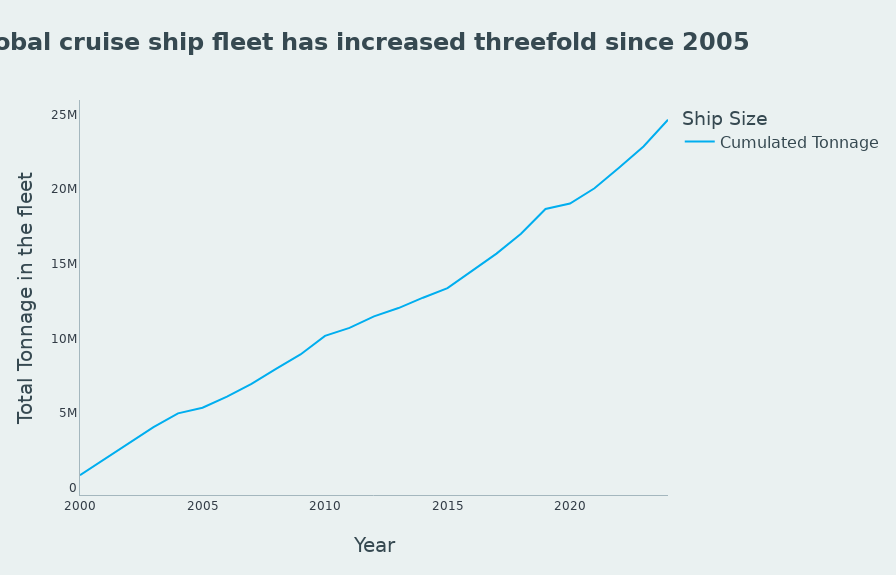 obal cruise ship fleet has increased threefold since 2005
Ship Size
Cumulated Tonnage
Total Tonnage in the fleet
25M
20M
15M
10M
5M
0
2000 2005 2010 2015 2020
Year